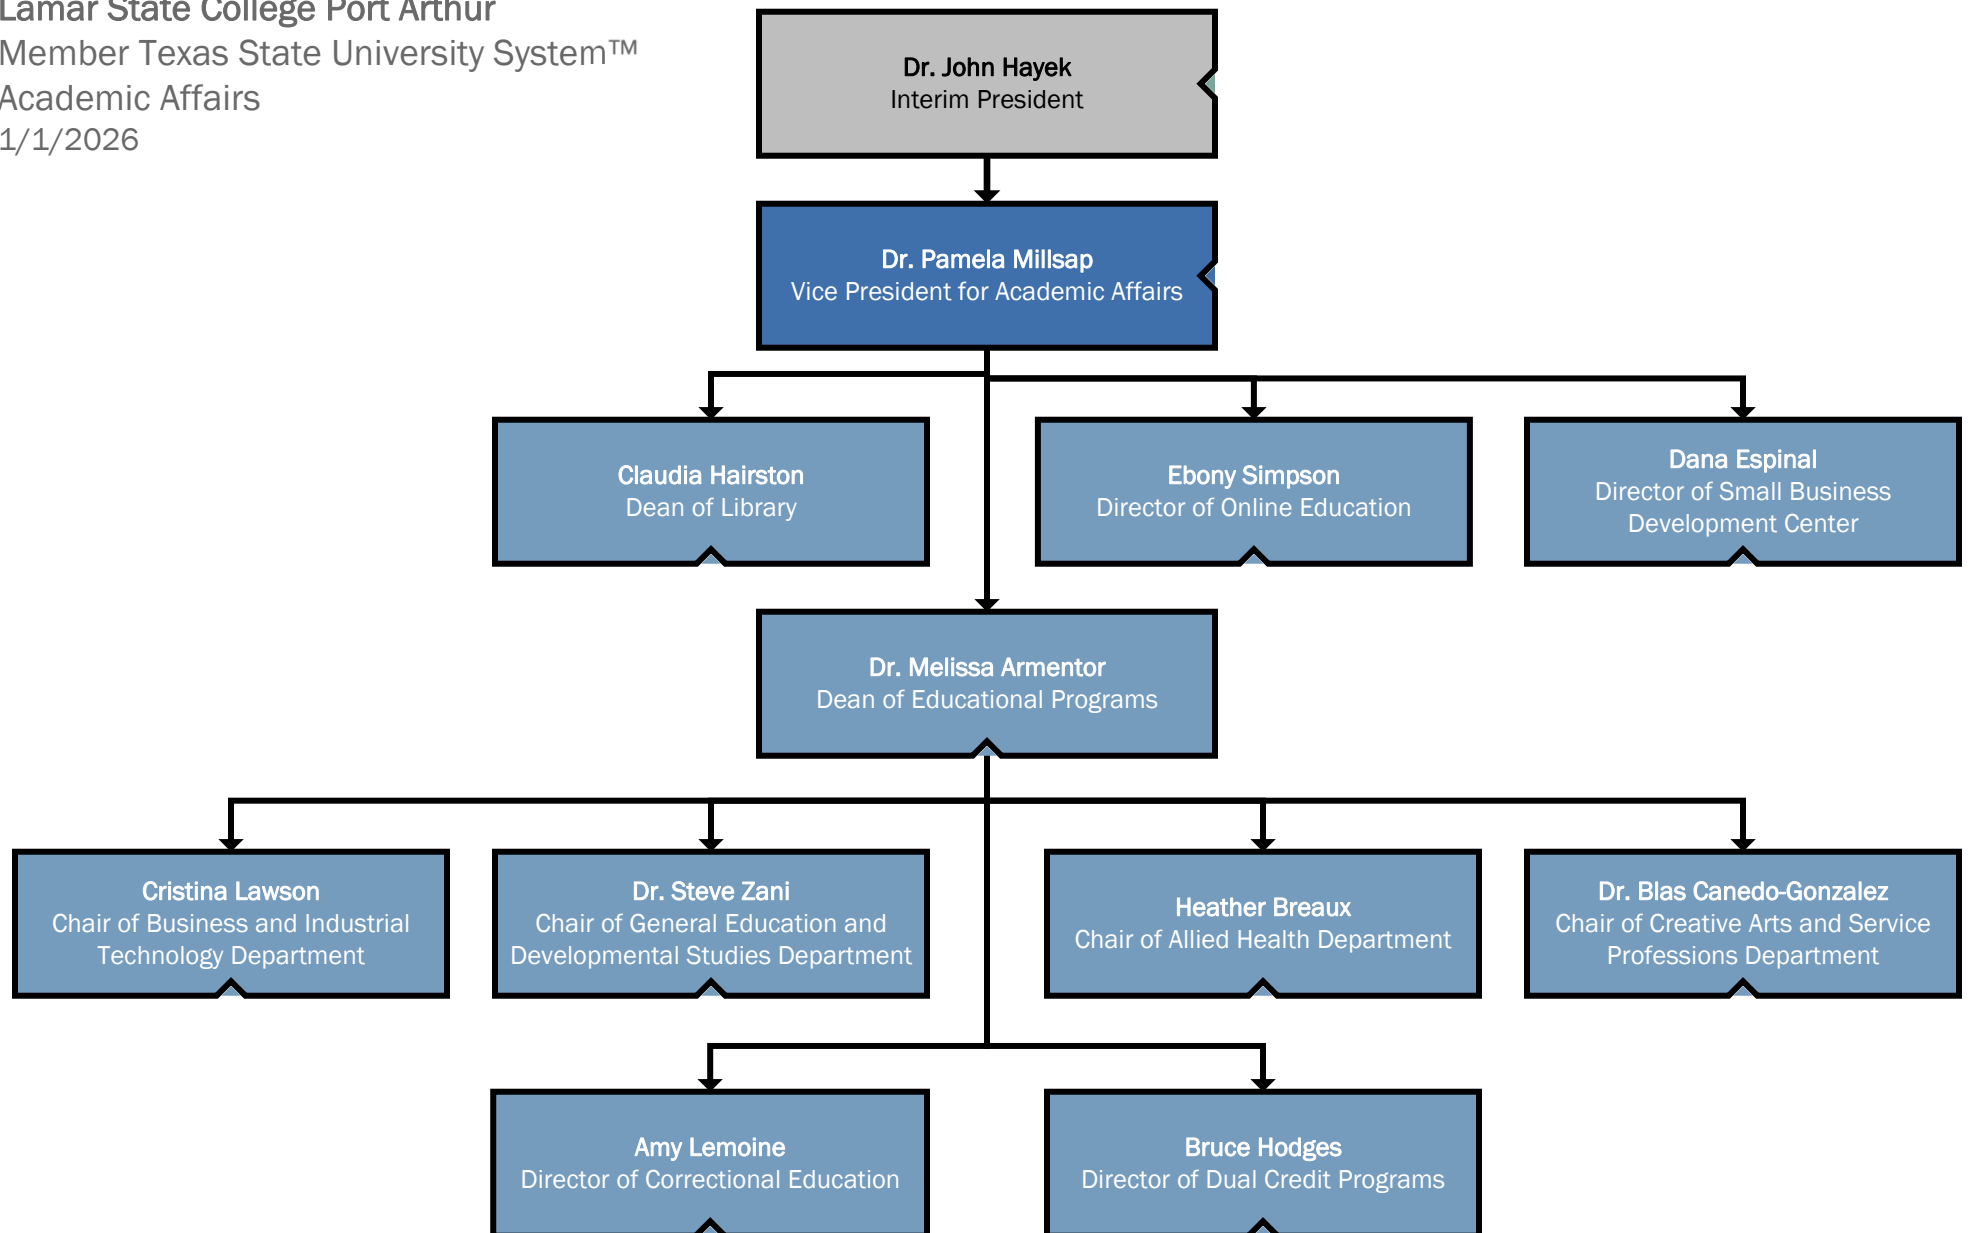 Lamar State College Port Arthur
Member Texas State University System™
Academic Affairs
1/1/2026
Dr. John Hayek
Interim President
Dr. Pamela Millsap
Vice President for Academic Affairs
Claudia Hairston
Dean of Library
Ebony Simpson
Director of Online Education
Dana Espinal
Director of Small Business
Development Center
Dr. Melissa Armentor
Dean of Educational Programs
Cristina Lawson
Chair of Business and Industrial
Technology Department
Dr. Steve Zani
Chair of General Education and
Developmental Studies Department
Heather Breaux
Chair of Allied Health Department
Dr. Blas Canedo-Gonzalez
Chair of Creative Arts and Service
Professions Department
Amy Lemoine
Director of Correctional Education
Bruce Hodges
Director of Dual Credit Programs